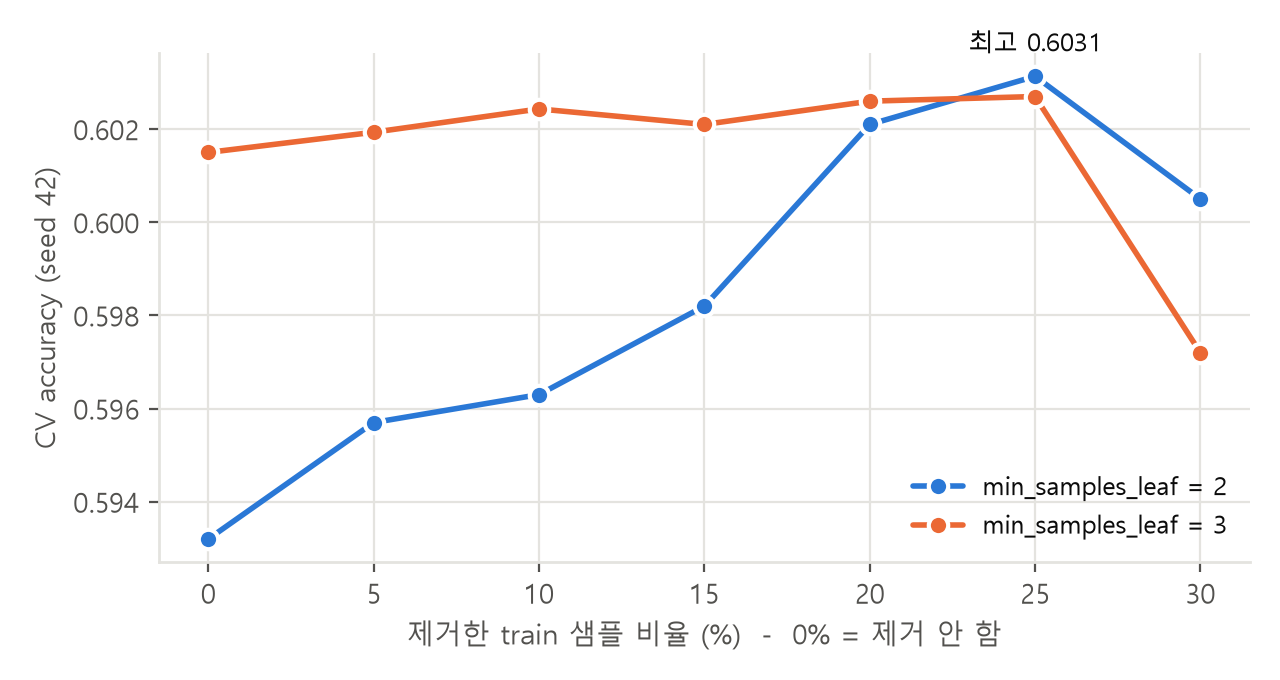 최고 0.6031
CV accuracy (seed 42)
0.602
0.600
0.598
0.596
0.594
min_samples_leaf = 2
min_samples_leaf = 3
0 5 10 15 20 25 30
제거한 train 샘플 비율 (%) - 0% = 제거 안 함